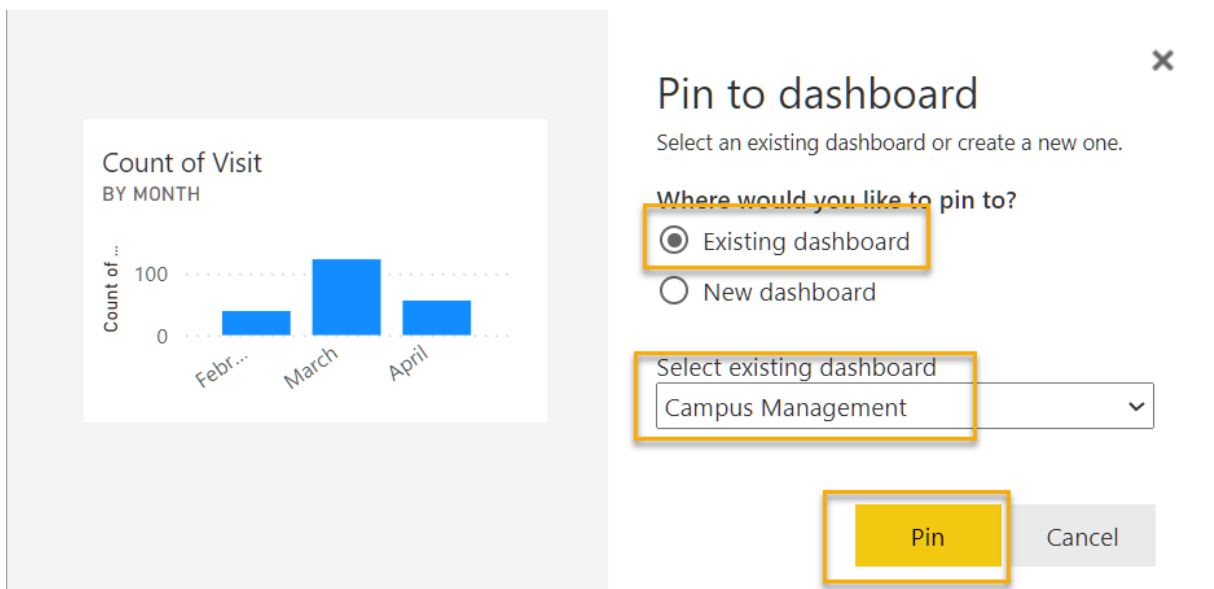 Count of Visit
BY MONTH
Count of ...
100
0
Febr...
March
April
Pin to dashboard
Select an existing dashboard or create a new one.
Where would you like to pin to?
Existing dashboard
New dashboard
Select existing dashboard
Campus Management
Pin
Cancel